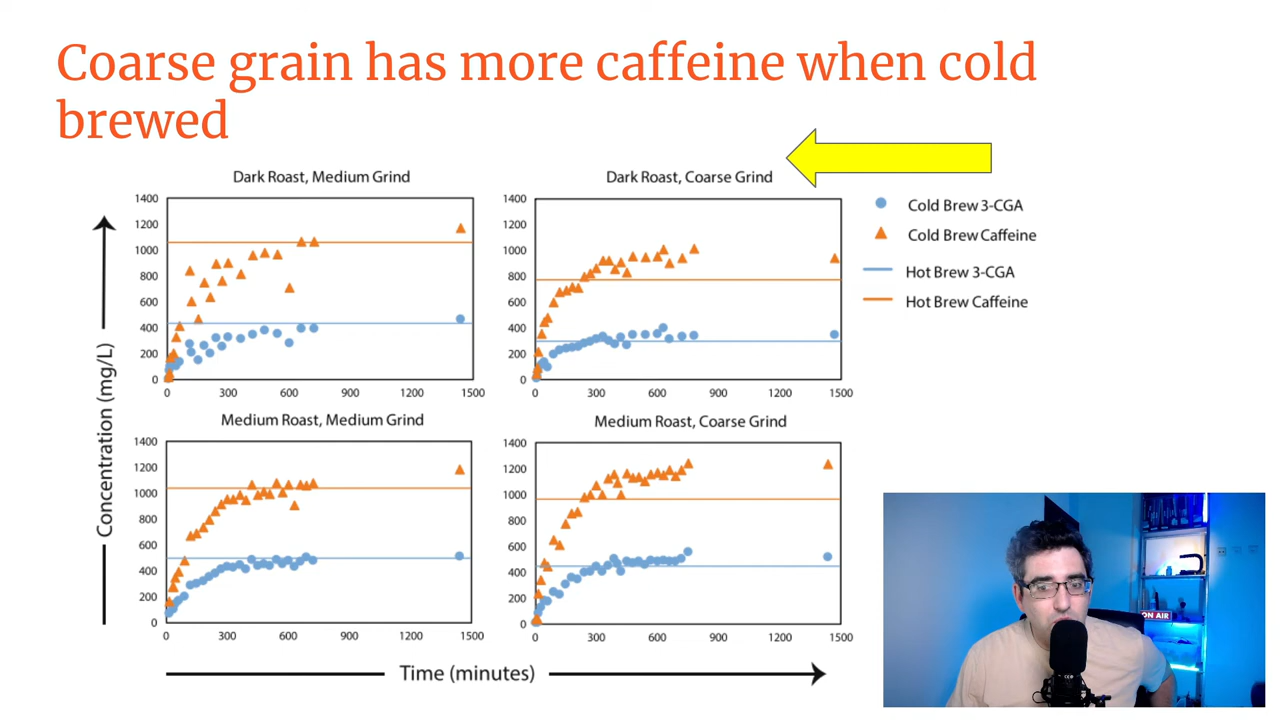 Coarse grain has more caffeine when cold
brewed
Dark Roast, Medium Grind
Dark Roast, Coarse Grind
1400
1200
1000
800
600
400
200
0
0 300 600 900 1200 1500
1400
1200
1000
800
600
400
200
0
0 300 600 900 1200 1500
Cold Brew 3-CGA
Cold Brew Caffeine
Hot Brew 3-CGA
Hot Brew Caffeine
Concentration (mg/L)
Medium Roast, Medium Grind
Medium Roast, Coarse Grind
1400
1200
1000
800
600
400
200
0
0 300 600 900 1200 1500
1400
1200
1000
800
600
400
200
0
0 300 600 900 1200 1500
Time (minutes)
ON AIR